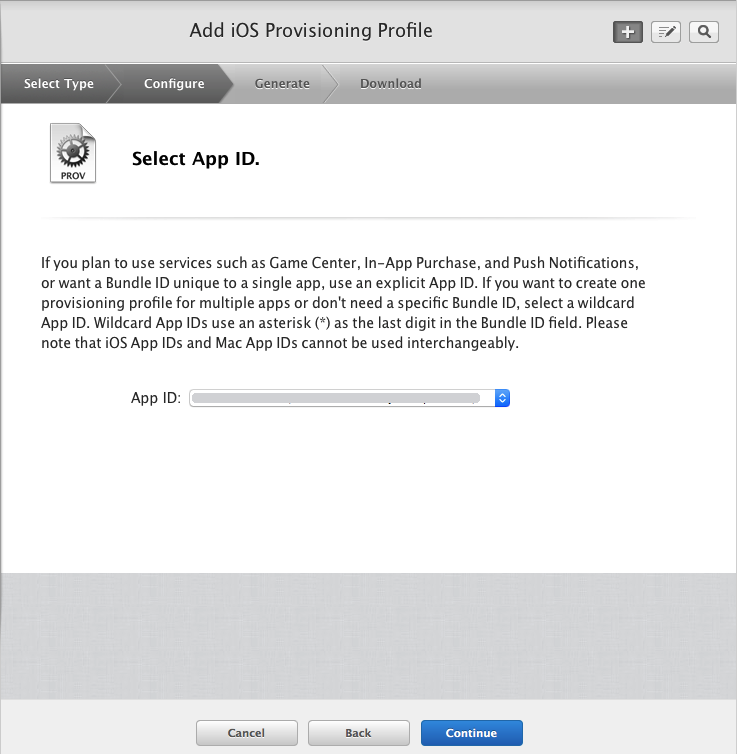 Add iOS Provisioning Profile
Select Type Configure Generate Download
PROV
Select App ID.
If you plan to use services such as Game Center, In-App Purchase, and Push Notifications,
or want a Bundle ID unique to a single app, use an explicit App ID. If you want to create one
provisioning profile for multiple apps or don't need a specific Bundle ID, select a wildcard
App ID. Wildcard App IDs use an asterisk (*) as the last digit in the Bundle ID field. Please
note that iOS App IDs and Mac App IDs cannot be used interchangeably.
App ID:
Cancel Back Continue